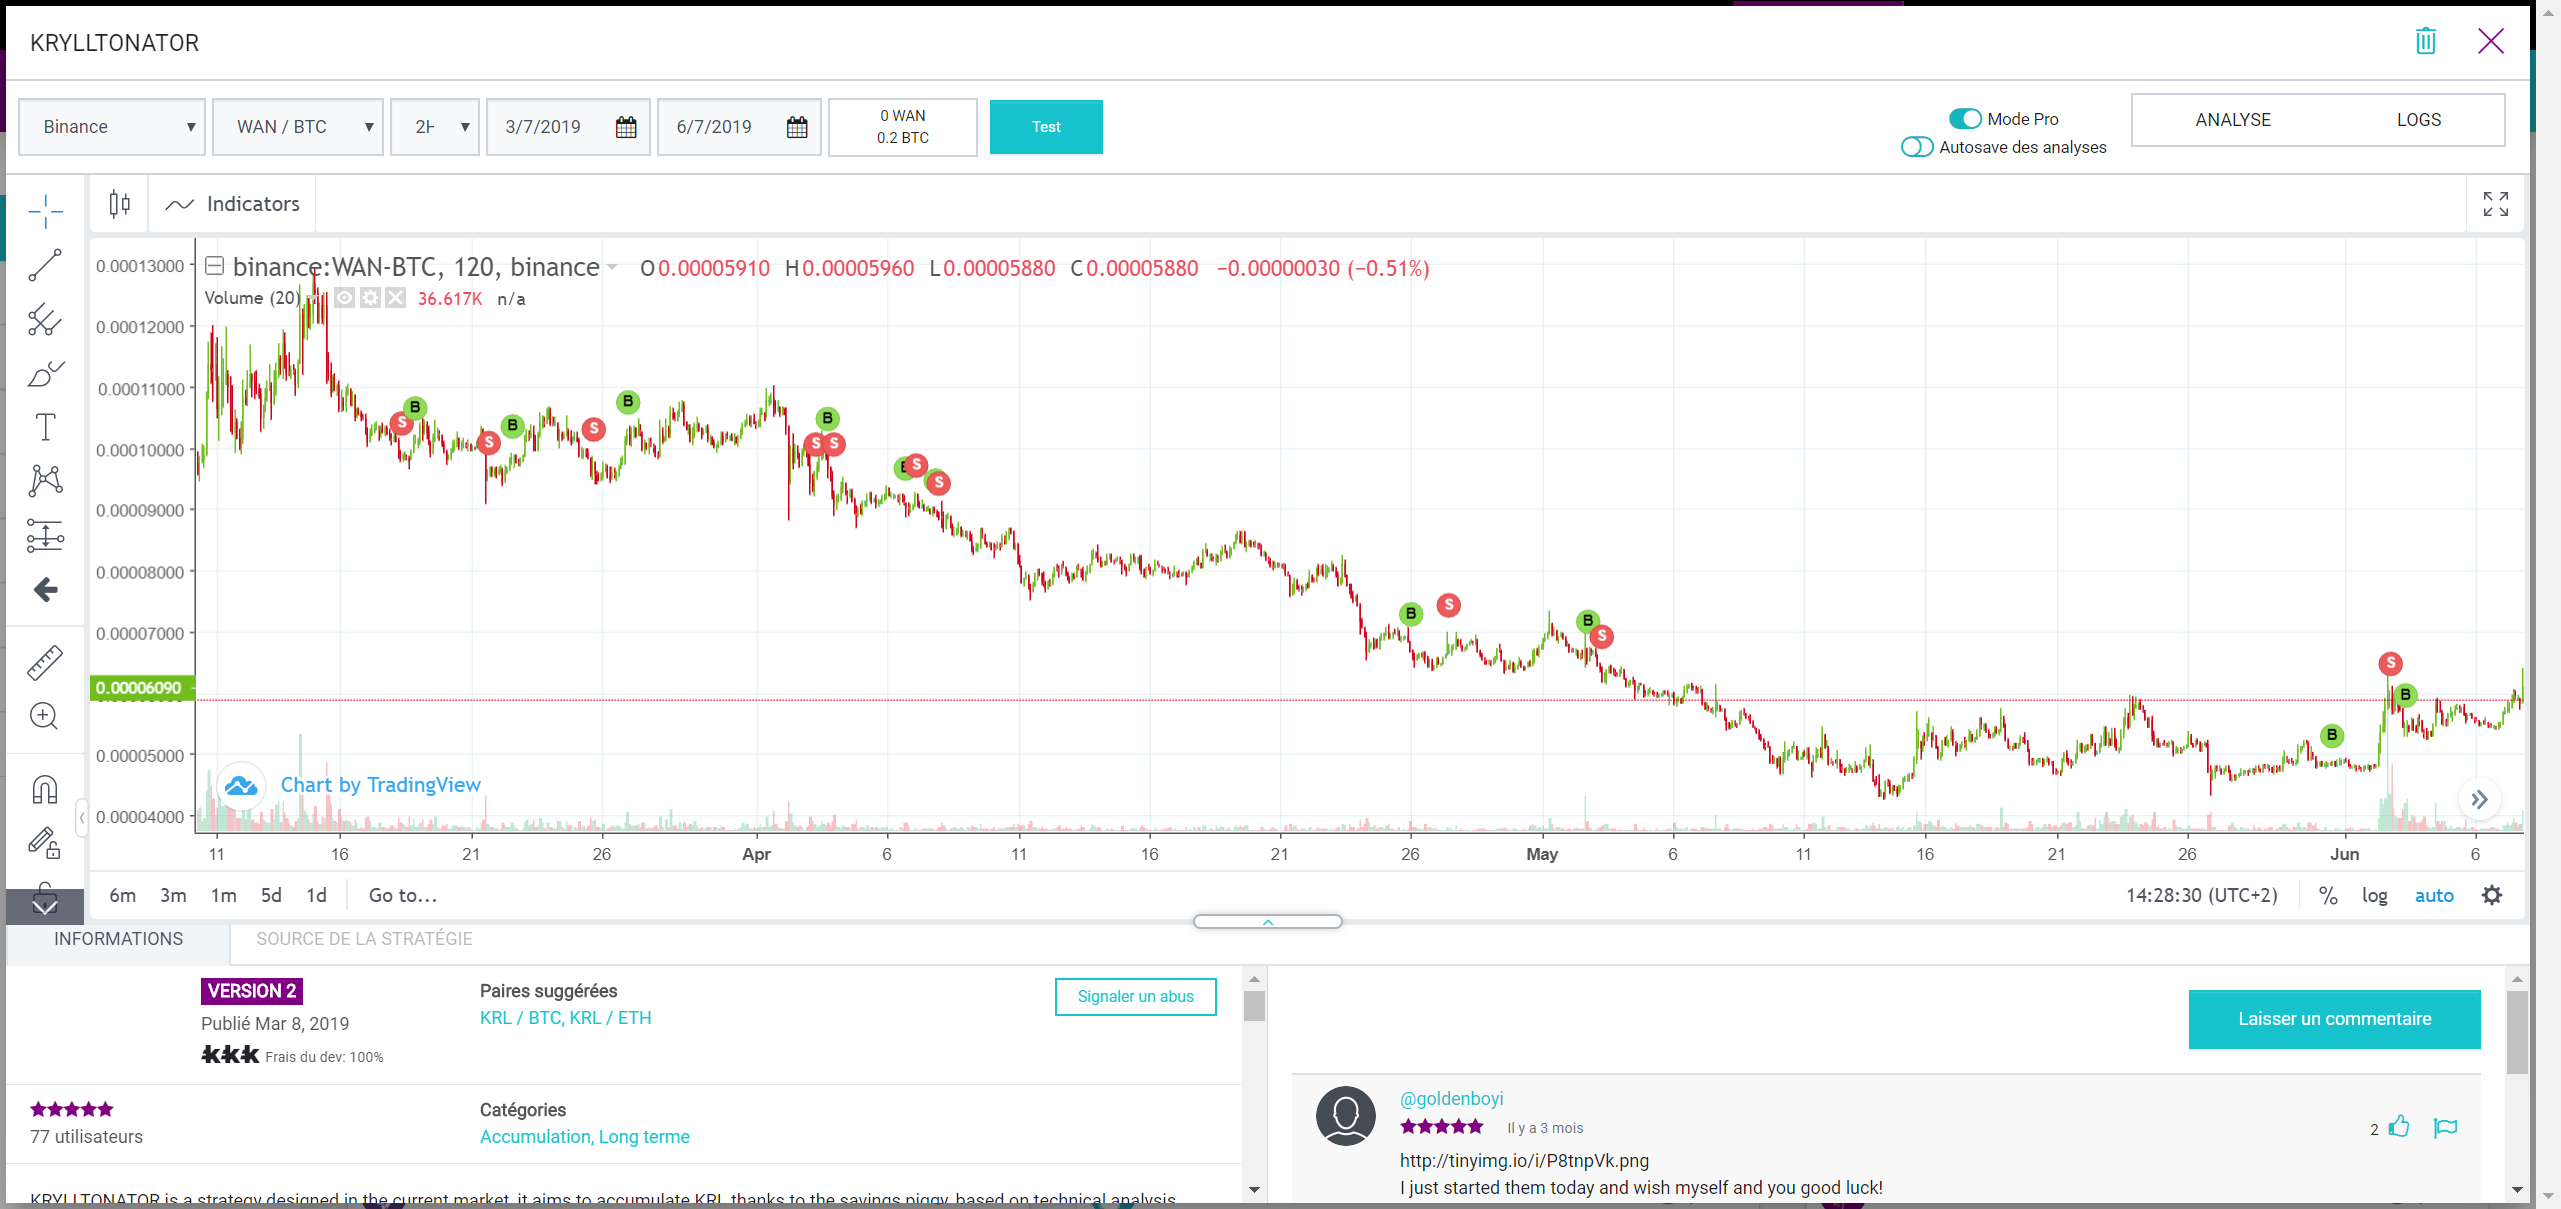 KRYLLTONATOR
Binance
WAN / BTC
3/7/2019
6/7/2019
0 WAN
0.2 BTC
Test
Mode Pro
Autosave des analyses
ANALYSE
LOGS
Indicators
binance:WAN-BTC, 120, binance O0.00005910 H0.00005960 L0.00005880 C0.00005880 −0.00000030 (−0.51%)
Volume (20) 36.617K n/a
0.00013000
0.00012000
0.00011000
0.00010000
0.00009000
0.00008000
0.00007000
0.00006090
0.00005000
0.00004000
S B S B S B S B S S S B S B S S B B
Chart by TradingView
11 16 21 26 Apr 6 11 16 21 26 May 6 11 16 21 26 Jun 6
6m 3m 1m 5d 1d Go to...
14:28:30 (UTC+2) % log auto
INFORMATIONS
SOURCE DE LA STRATÉGIE
VERSION 2
Publié Mar 8, 2019
Frais du dev: 100%
Paires suggérées
KRL / BTC, KRL / ETH
Signaler un abus
77 utilisateurs
Catégories
Accumulation, Long terme
KRYLLTONATOR is a strategy designed in the current market, it aims to accumulate KRL thanks to the savings piggy, based on technical analysis
Laisser un commentaire
@goldenboyi
Il y a 3 mois
2
http://tinyimg.io/i/P8tnpVk.png
I just started them today and wish myself and you good luck!